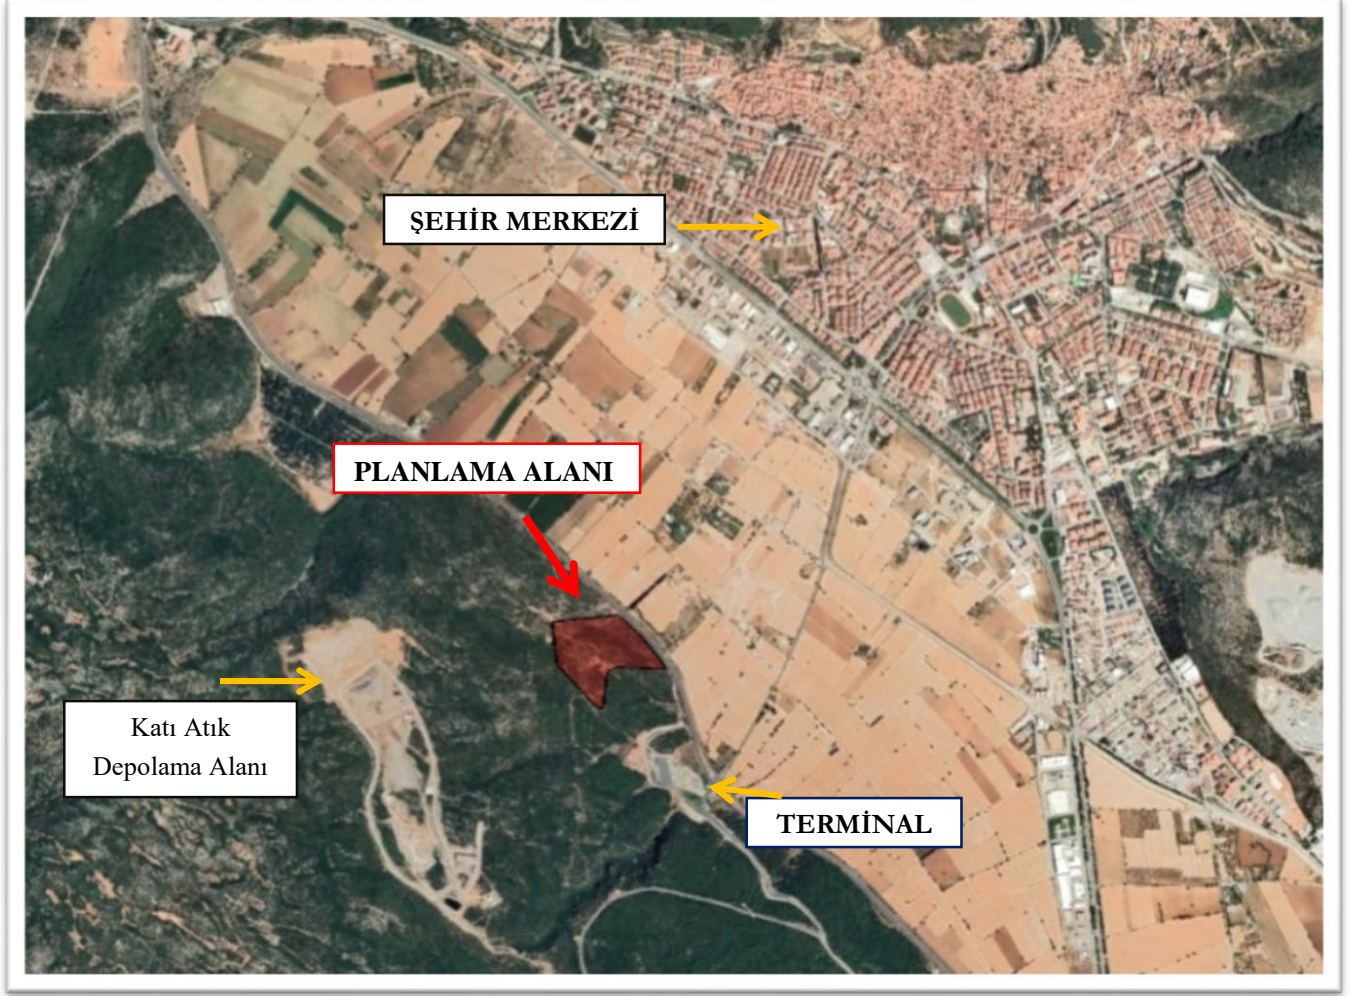 ŞEHİR MERKEZİ
PLANLAMA ALANI
Katı Atık
Depolama Alanı
TERMİNAL